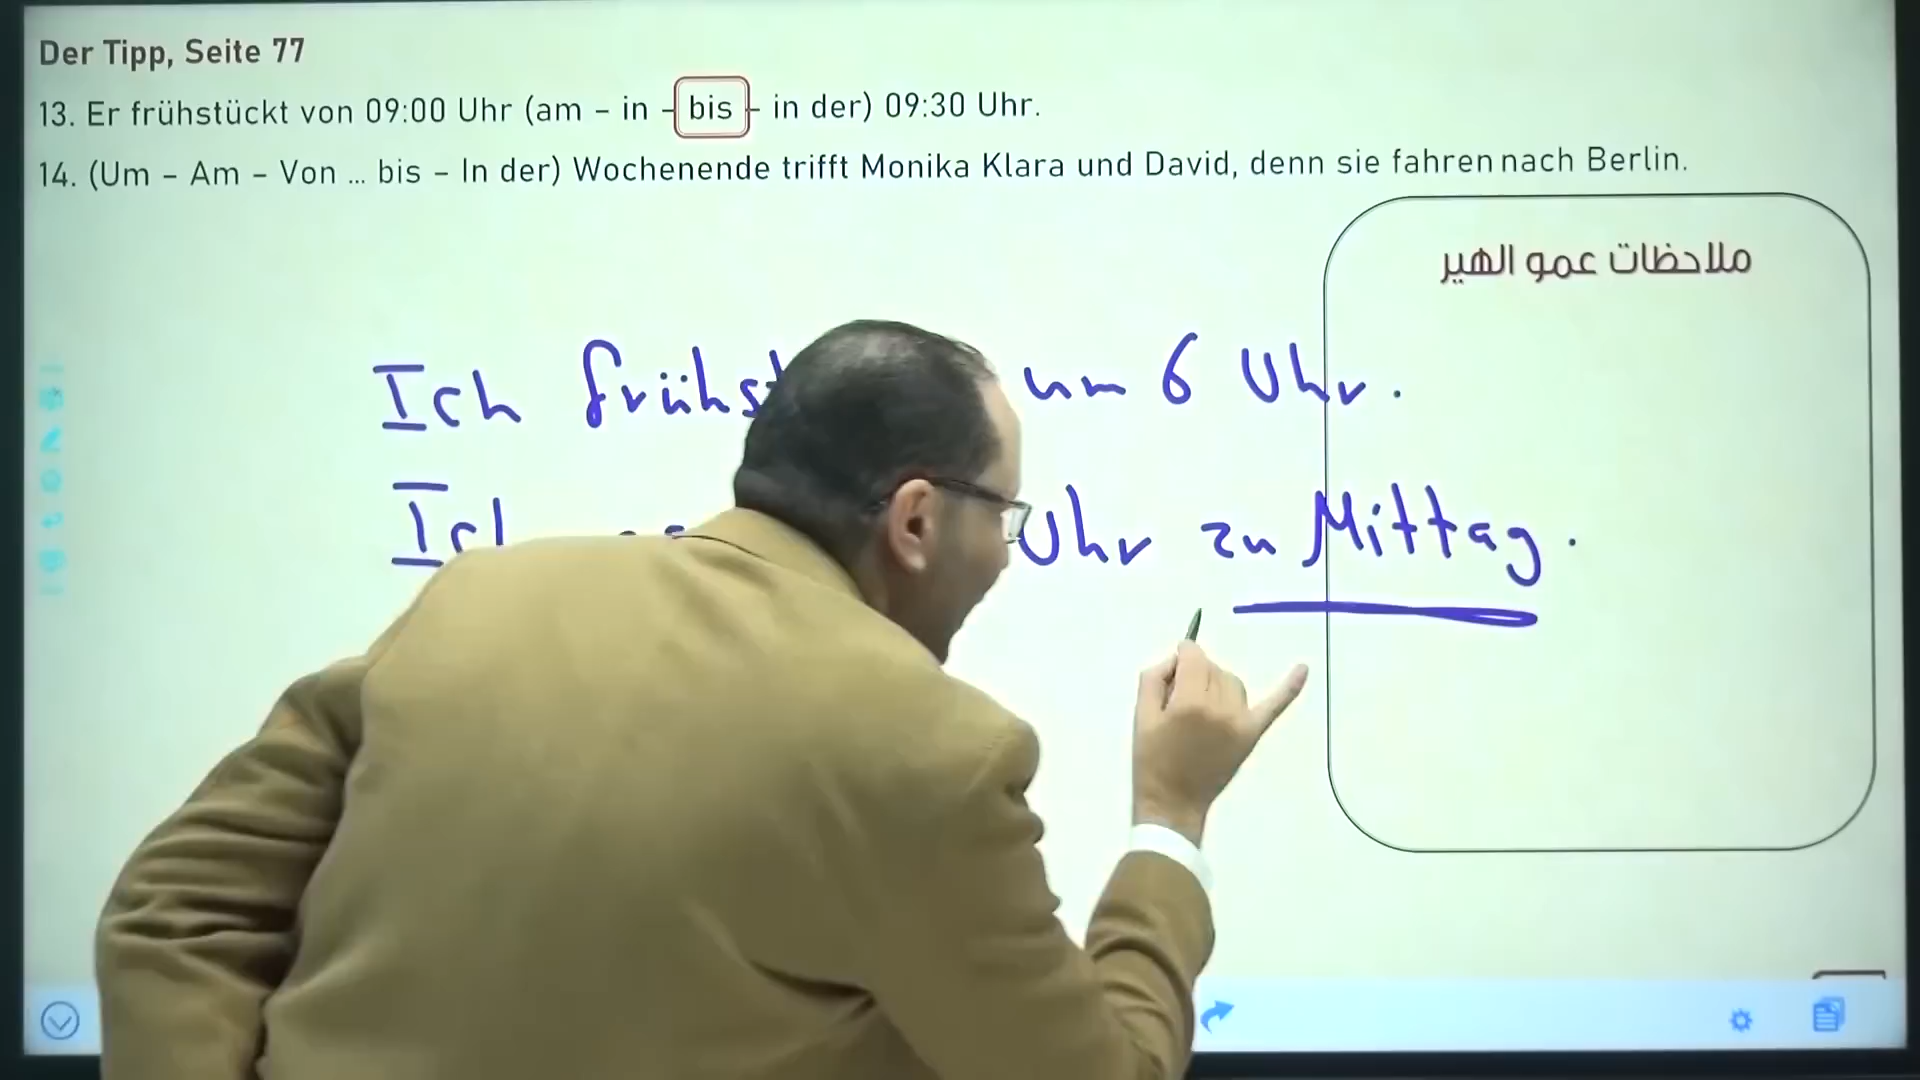 Der Tipp, Seite 77
13. Er frühstückt von 09:00 Uhr (am – in – bis – in der) 09:30 Uhr.
14. (Um – Am – Von ... bis – In der) Wochenende trifft Monika Klara und David, denn sie fahren nach Berlin.
ملاحظات عمو الهير
Ich um 6 Uhr.
Ich Uhr zu Mittag.